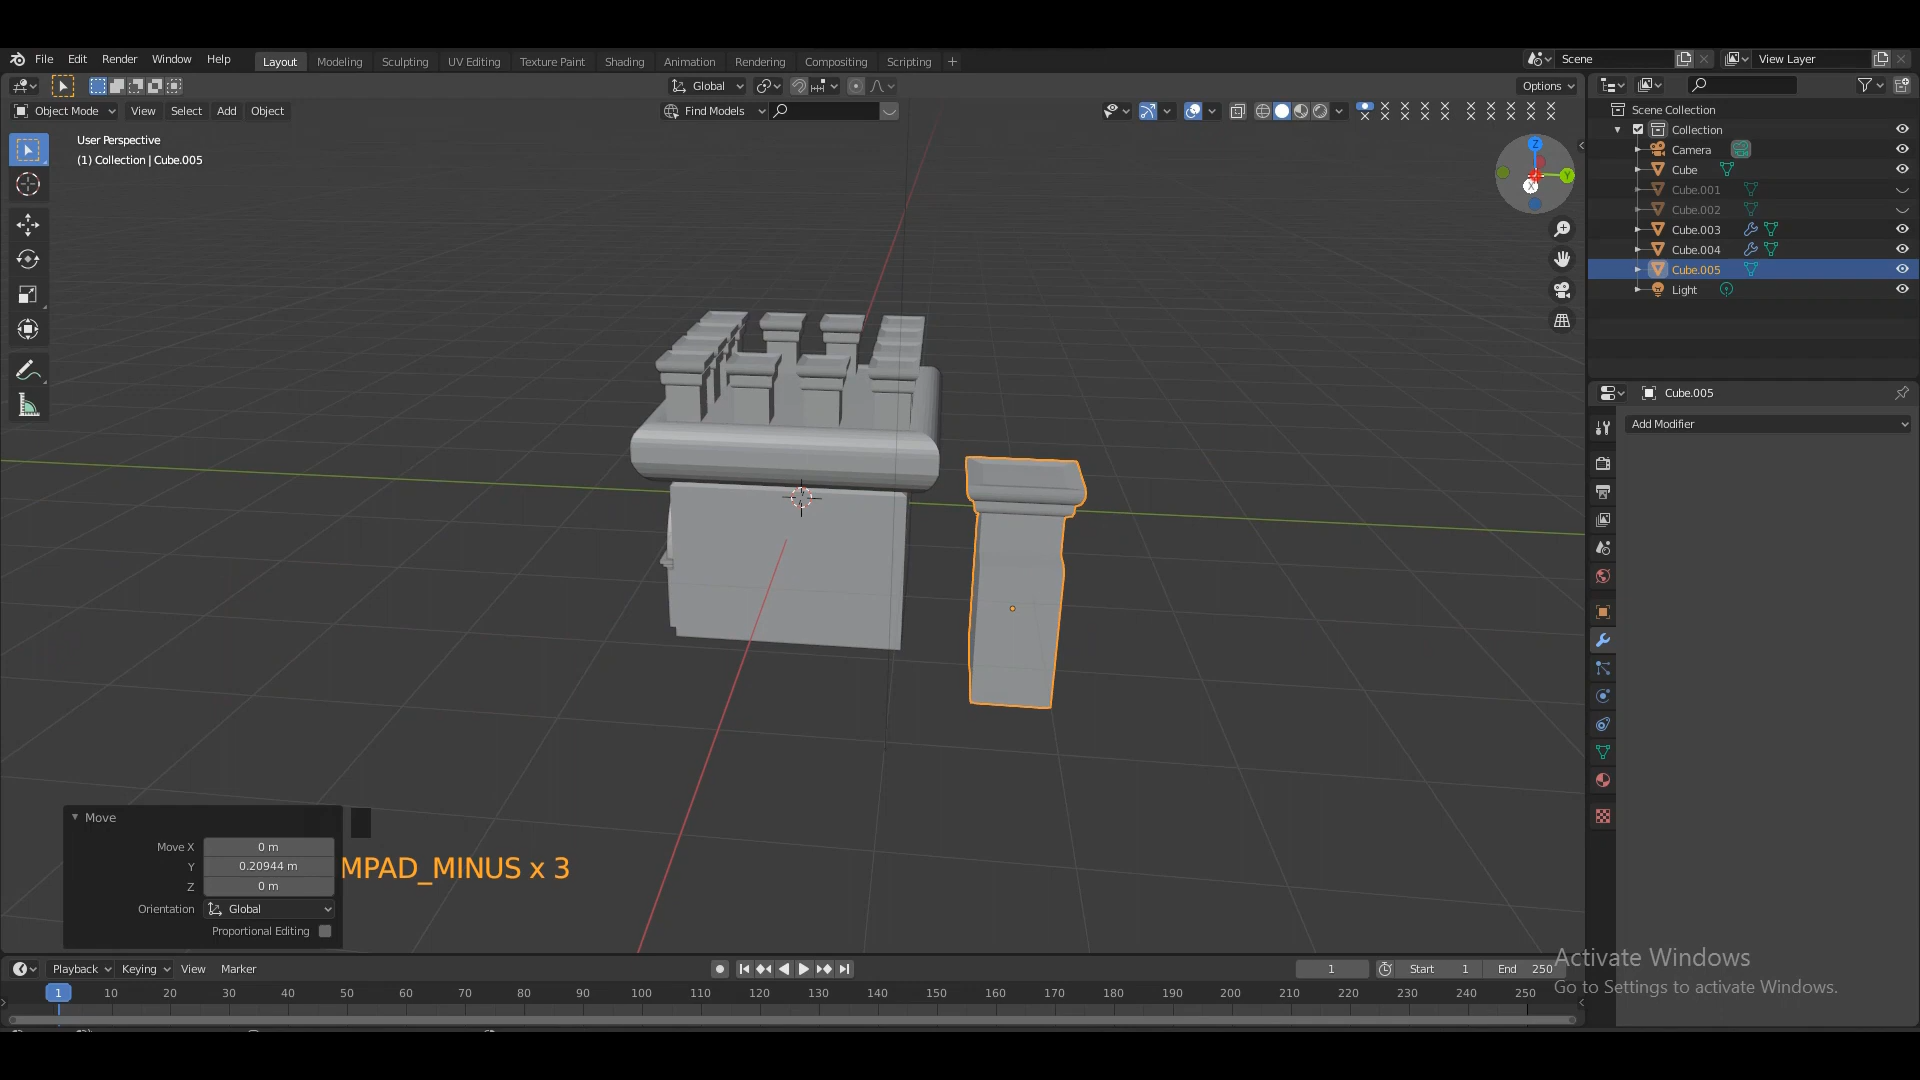 File Edit Render Window Help Layout Modeling Sculpting UV Editing Texture Paint Shading Animation Rendering Compositing Scripting + Scene View Layer
Global Options
Object Mode View Select Add Object Find Models
User Perspective
(1) Collection | Cube.005
Z
Y
X
Scene Collection
Collection
Camera
Cube
Cube.001
Cube.002
Cube.003
Cube.004
Cube.005
Light
Cube.005
Add Modifier
Move
Move X 0 m
Y 0.20944 m
Z 0 m
Orientation Global
Proportional Editing
MPAD_MINUS x 3
Activate Windows
Go to Settings to activate Windows.
Playback Keying View Marker 1 Start 1 End 250
1 10 20 30 40 50 60 70 80 90 100 110 120 130 140 150 160 170 180 190 200 210 220 230 240 250